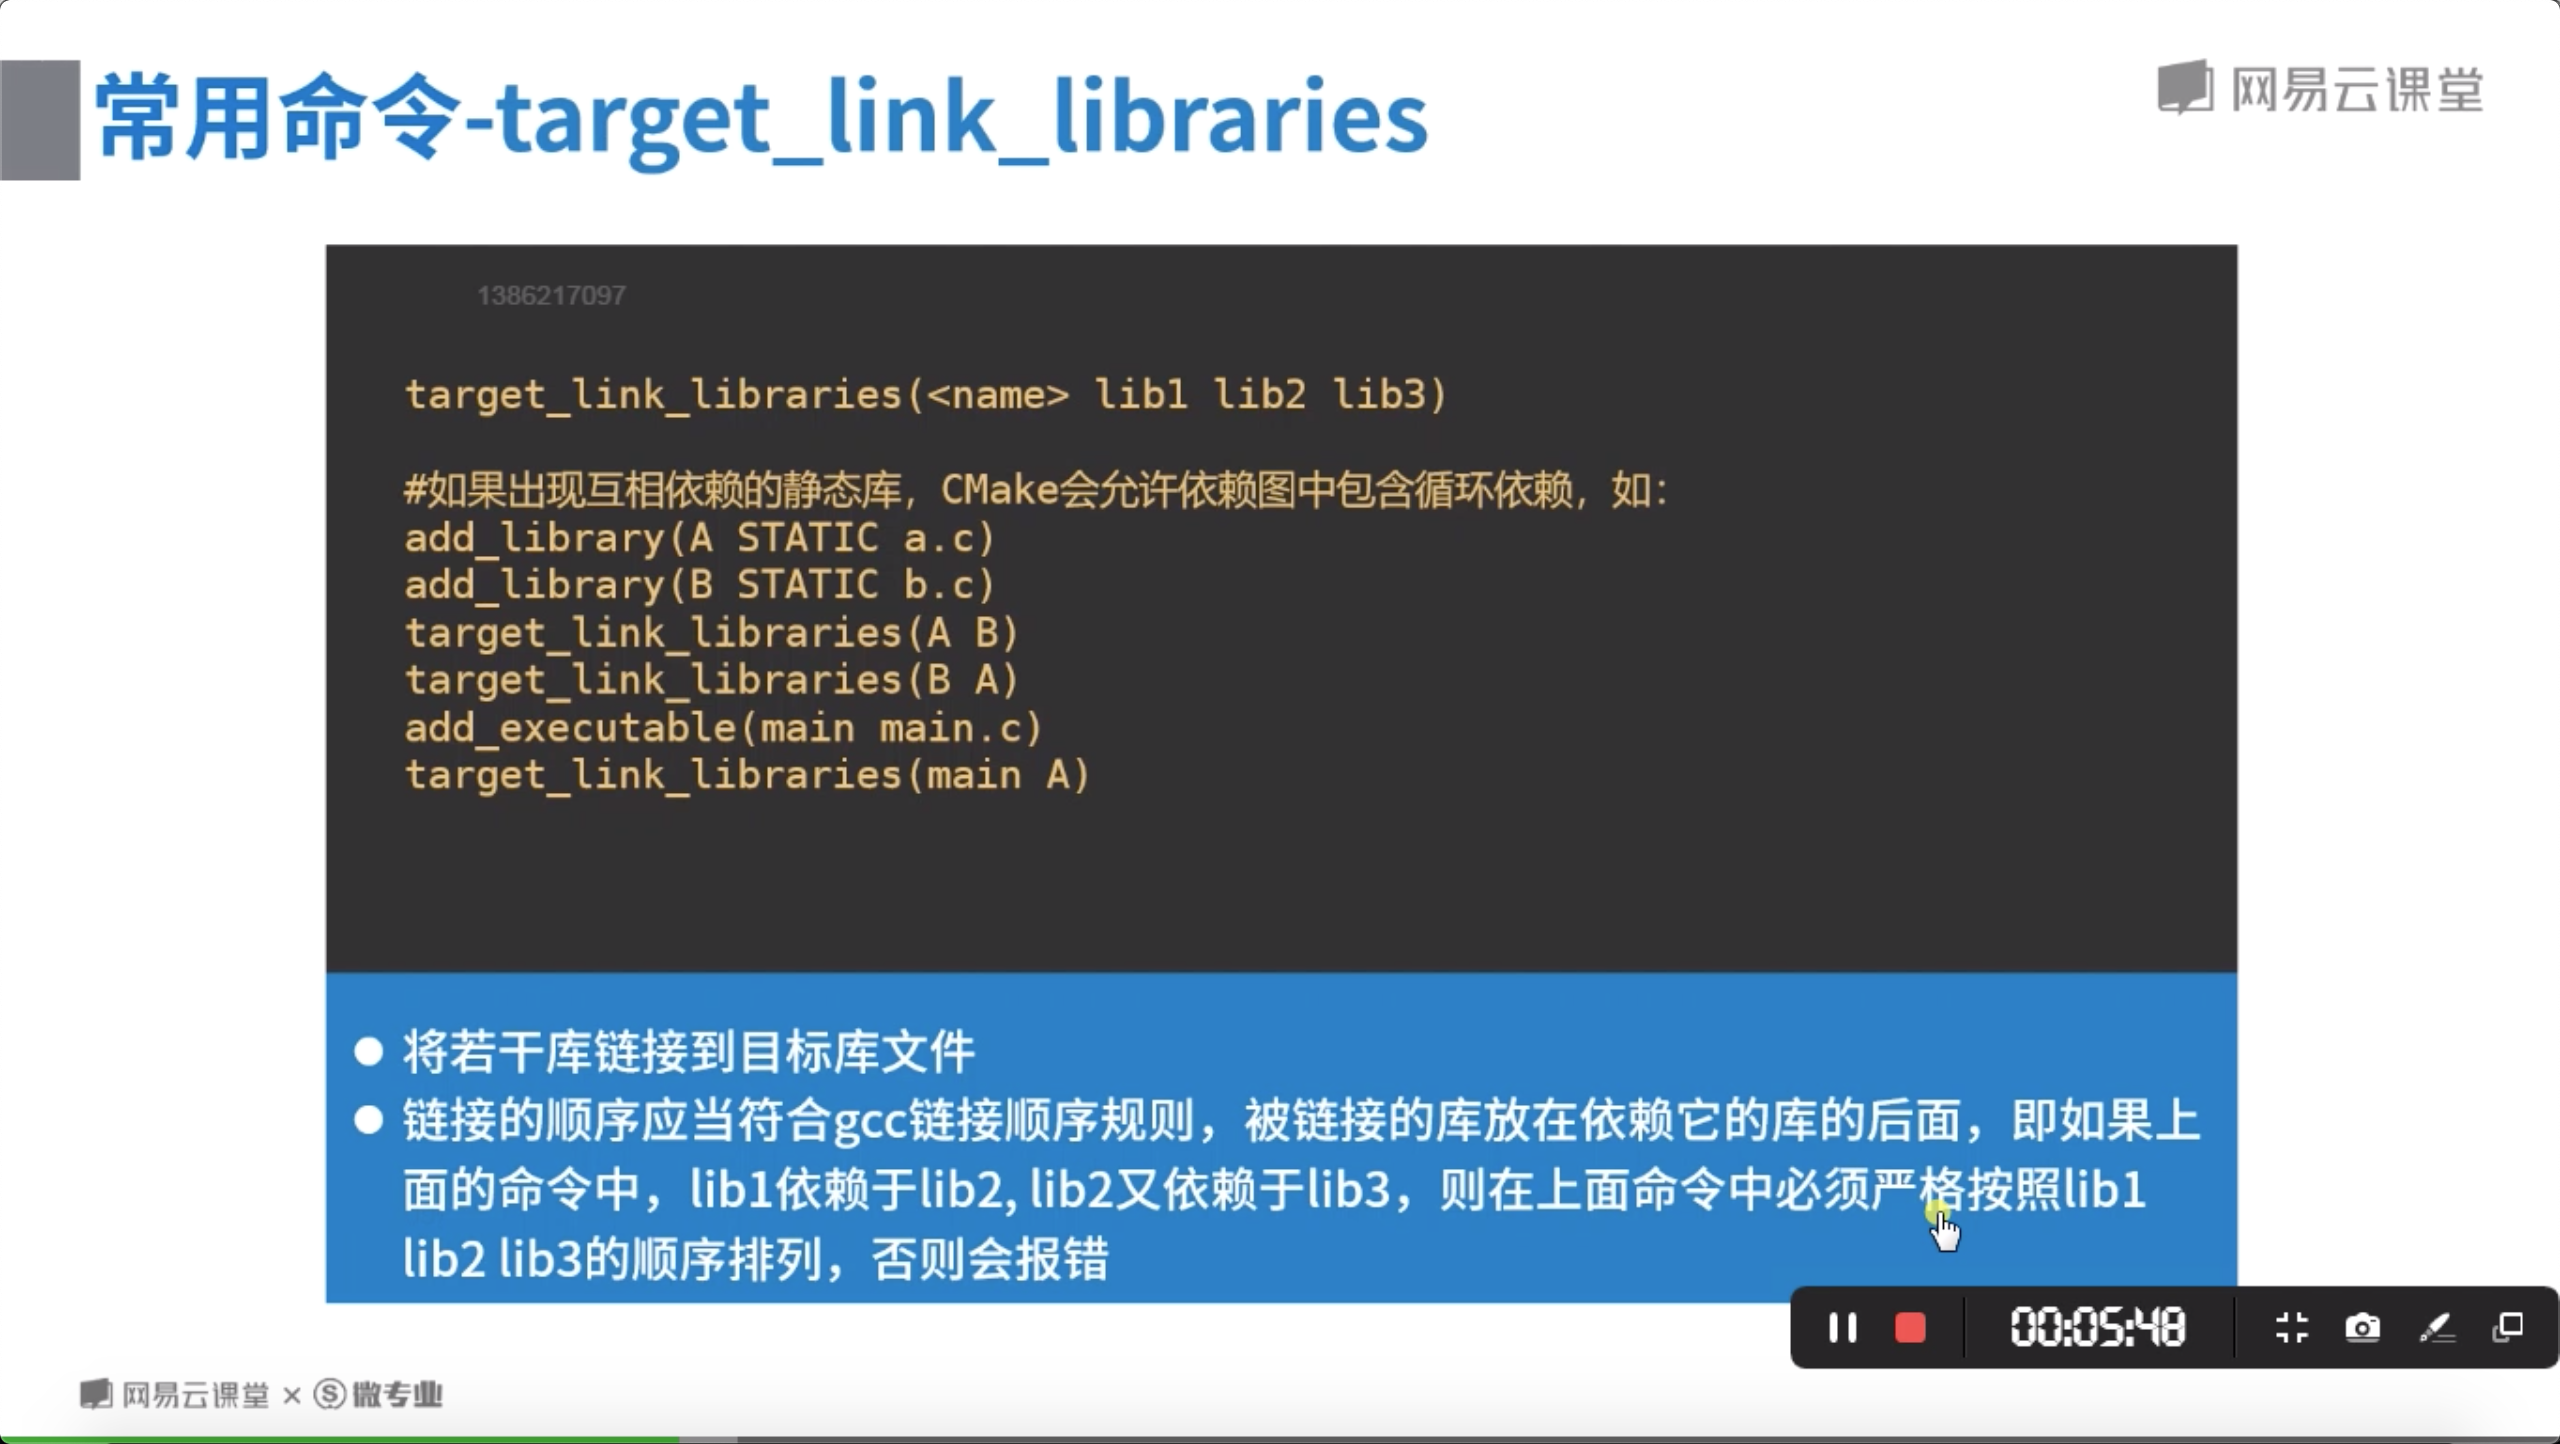 常用命令-target_link_libraries
网易云课堂
1386217097
target_link_libraries(<name> lib1 lib2 lib3)
#如果出现互相依赖的静态库，CMake会允许依赖图中包含循环依赖，如：
add_library(A STATIC a.c)
add_library(B STATIC b.c)
target_link_libraries(A B)
target_link_libraries(B A)
add_executable(main main.c)
target_link_libraries(main A)
● 将若干库链接到目标库文件
● 链接的顺序应当符合gcc链接顺序规则，被链接的库放在依赖它的库的后面，即如果上
面的命令中，lib1依赖于lib2, lib2又依赖于lib3，则在上面命令中必须严格按照lib1
lib2 lib3的顺序排列，否则会报错
00:05:48
网易云课堂 × 微专业